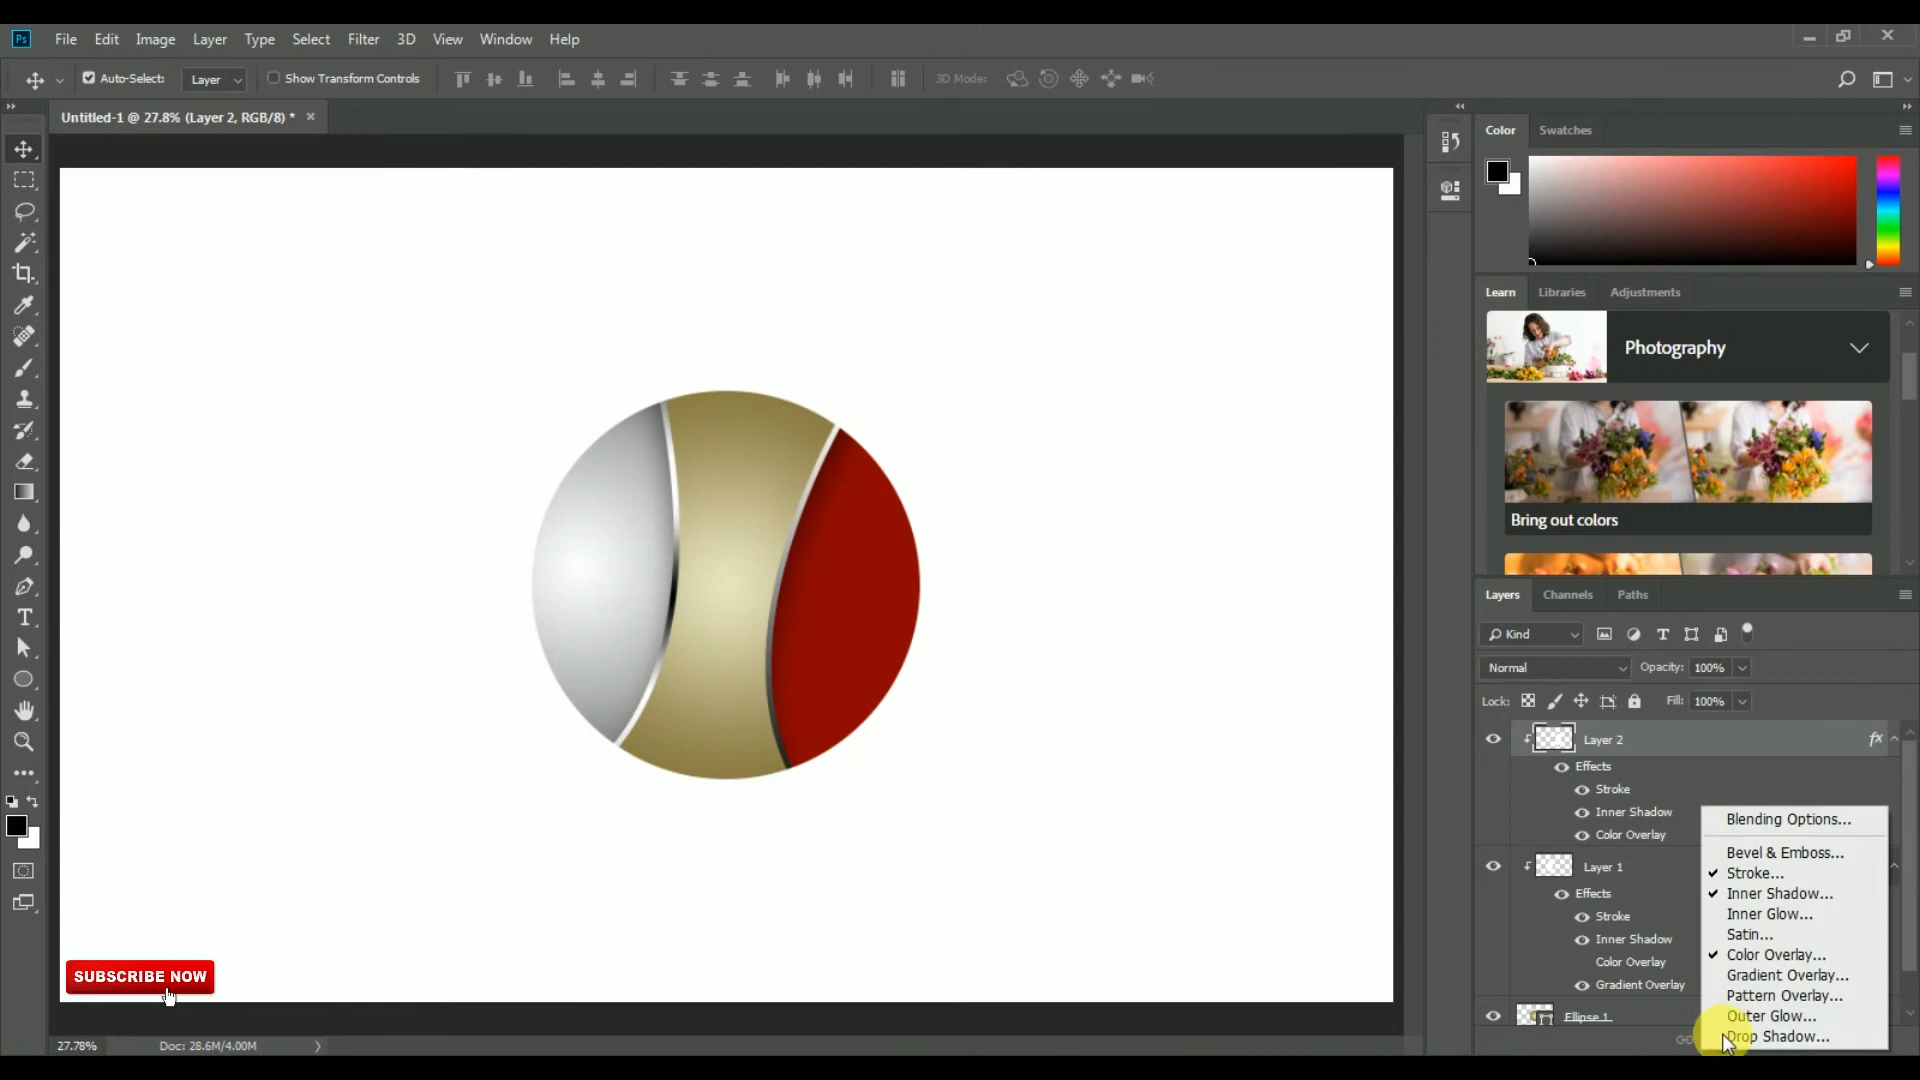 Ps File Edit Image Layer Type Select Filter 3D View Window Help
Auto-Select: Layer Show Transform Controls 3D Mode:
Untitled-1 @ 27.8% (Layer 2, RGB/8) *
Color Swatches
Learn Libraries Adjustments
Photography
Bring out colors
Layers Channels Paths
Kind
Normal Opacity: 100%
Lock: Fill: 100%
Layer 2 fx
Effects
Stroke
Inner Shadow
Color Overlay
Layer 1
Effects
Stroke
Inner Shadow
Color Overlay
Gradient Overlay
Ellipse 1
Blending Options...
Bevel & Emboss...
Stroke...
Inner Shadow...
Inner Glow...
Satin...
Color Overlay...
Gradient Overlay...
Pattern Overlay...
Outer Glow...
Drop Shadow...
SUBSCRIBE NOW
27.78% Doc: 28.6M/4.00M